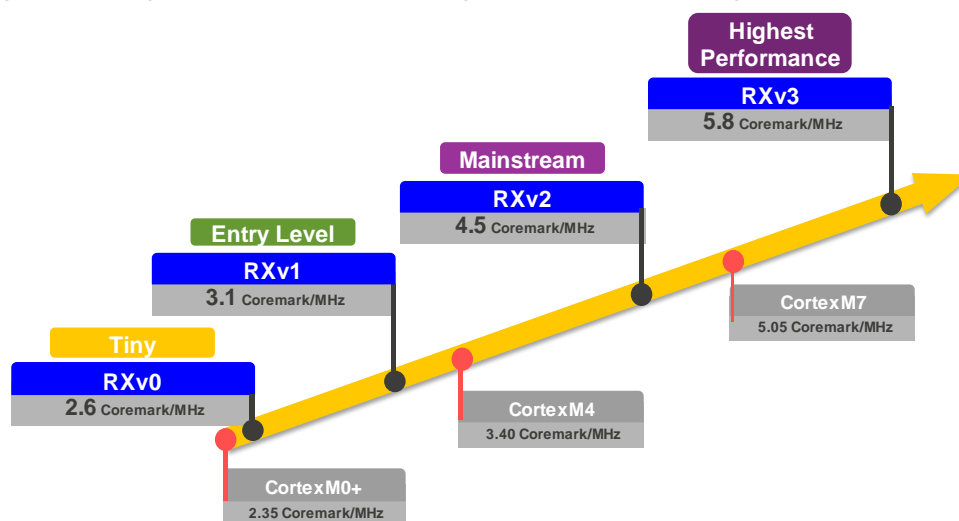 Highest
Performance
RXv3
5.8 Coremark/MHz
Mainstream
RXv2
4.5 Coremark/MHz
Entry Level
RXv1
3.1 Coremark/MHz
CortexM7
5.05 Coremark/MHz
Tiny
RXv0
2.6 Coremark/MHz
CortexM4
3.40 Coremark/MHz
CortexM0+
2.35 Coremark/MHz